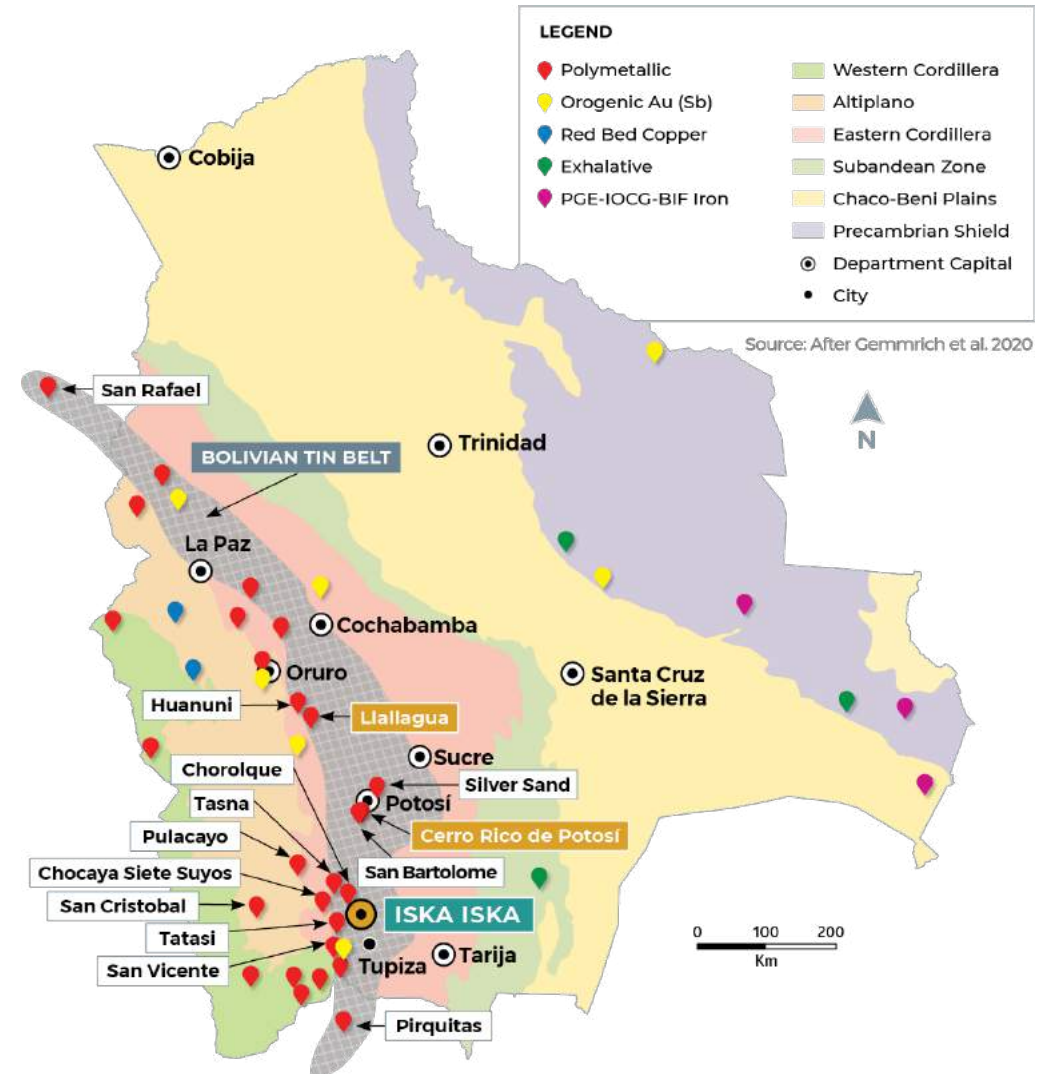 LEGEND
Polymetallic
Orogenic Au (Sb)
Red Bed Copper
Exhalative
PGE-IOCG-BIF Iron
Western Cordillera
Altiplano
Eastern Cordillera
Subandean Zone
Chaco-Beni Plains
Precambrian Shield
Department Capital
City
Source: After Gemmrich et al. 2020
N
Cobija
San Rafael
Trinidad
BOLIVIAN TIN BELT
La Paz
Cochabamba
Oruro
Santa Cruz
de la Sierra
Huanuni
Llallagua
Sucre
Chorolque
Silver Sand
Tasna
Potosí
Pulacayo
Cerro Rico de Potosí
Chocaya Siete Suyos
San Bartolome
San Cristobal
ISKA ISKA
Tatasi
San Vicente
Tupiza
Tarija
Pirquitas
0 100 200
Km